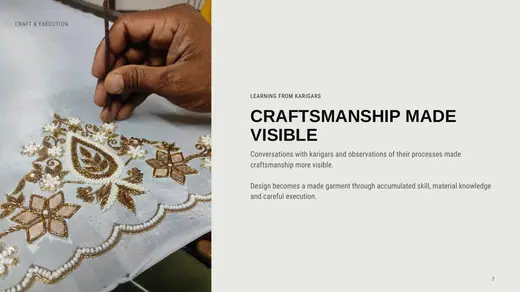 CRAFT & EXECUTION
LEARNING FROM KARIGARS
CRAFTSMANSHIP MADE
VISIBLE
Conversations with karigars and observations of their processes made
craftsmanship more visible.
Design becomes a made garment through accumulated skill, material knowledge
and careful execution.
7